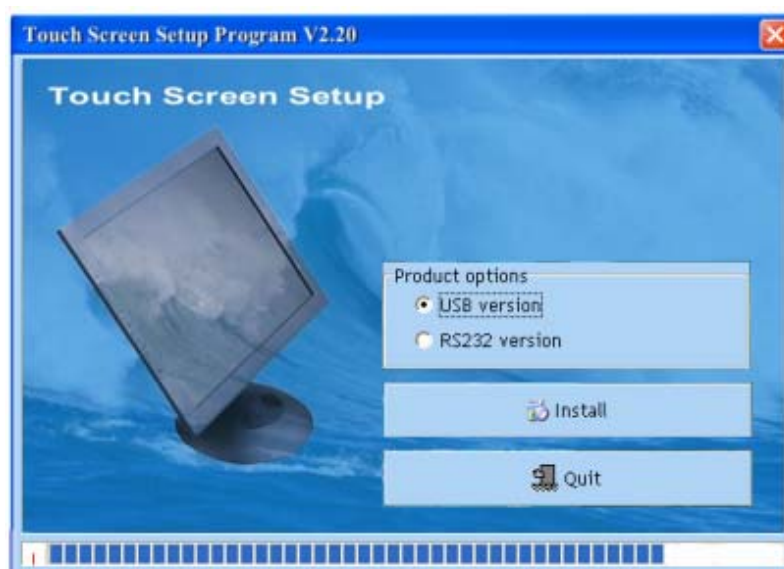 Touch Screen Setup Program V2.20
Touch Screen Setup
Product options
USB version
RS232 version
Install
Quit